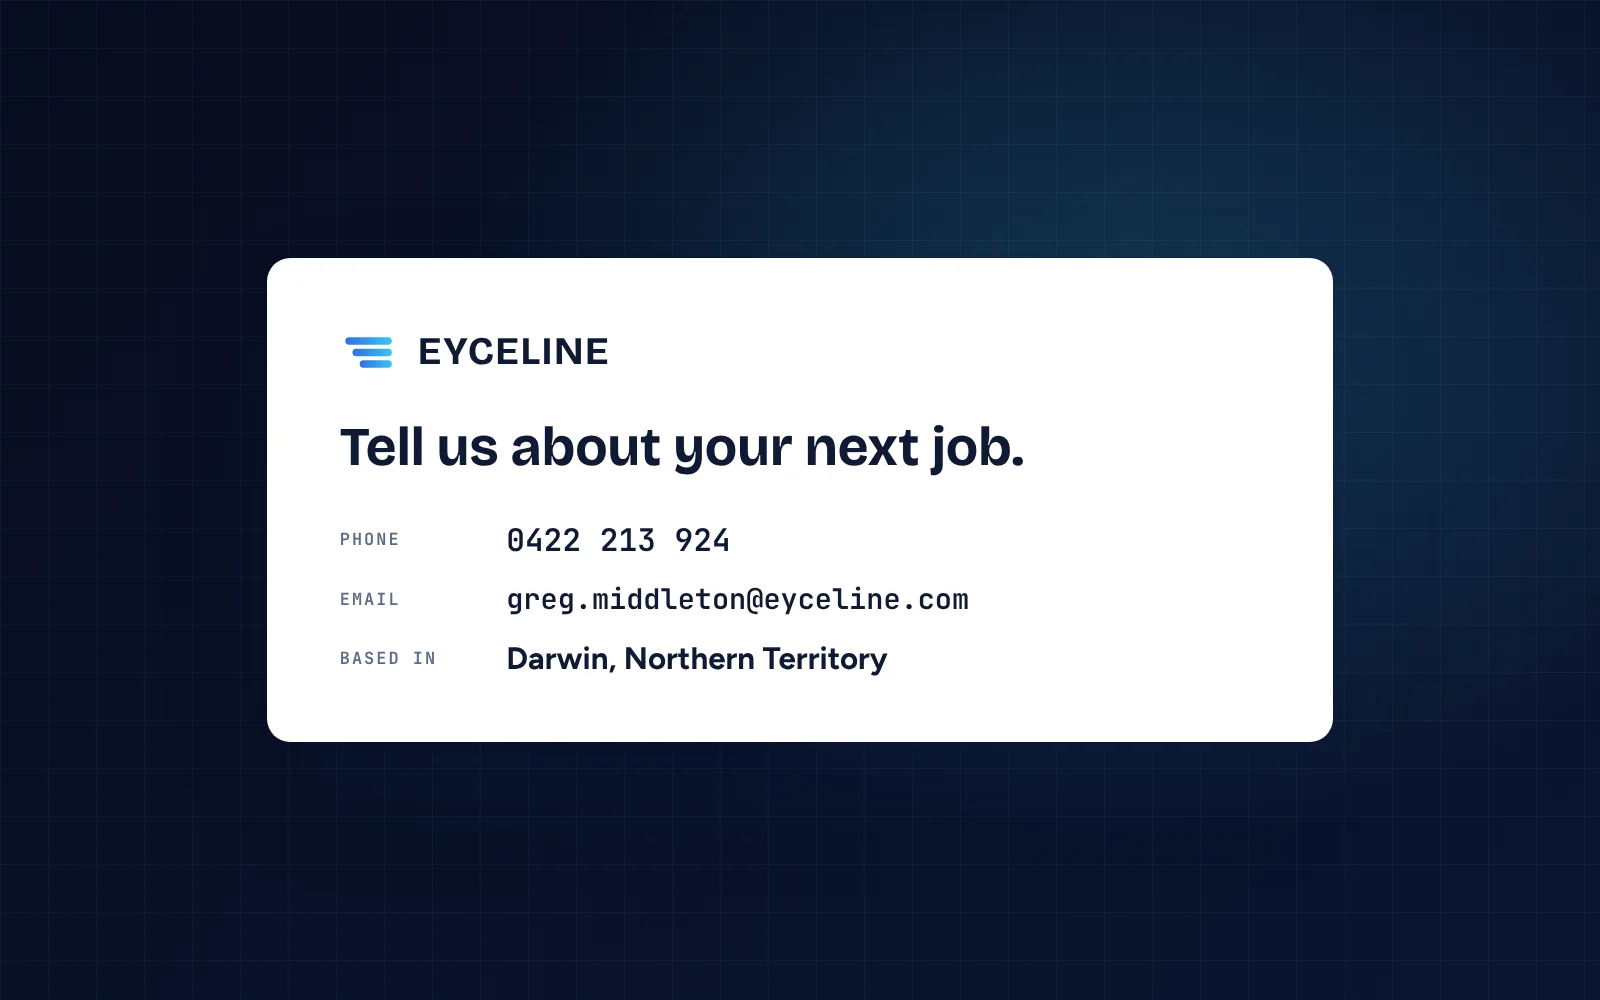 EYCELINE
Tell us about your next job.
PHONE 0422 213 924
EMAIL greg.middleton@eyceline.com
BASED IN Darwin, Northern Territory